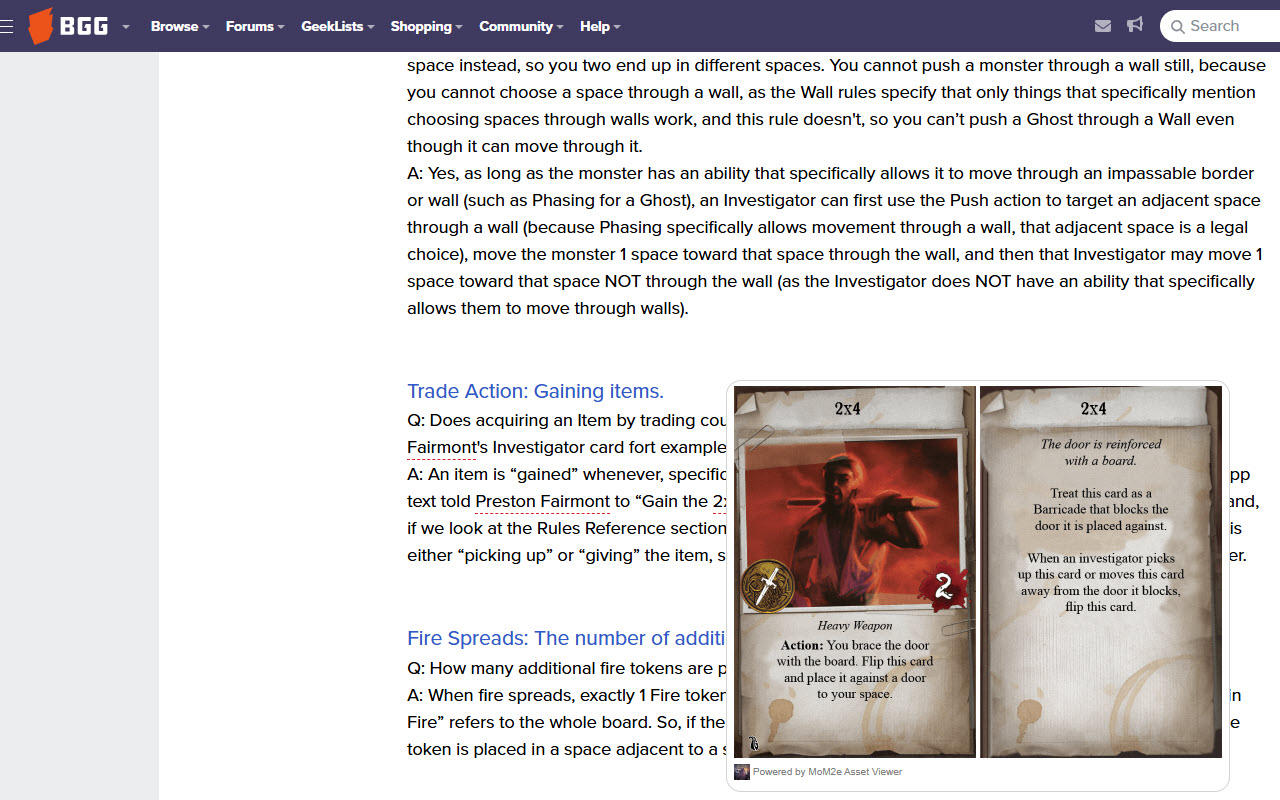 BGG Browse Forums GeekLists Shopping Community Help Search
space instead, so you two end up in different spaces. You cannot push a monster through a wall still, because
you cannot choose a space through a wall, as the Wall rules specify that only things that specifically mention
choosing spaces through walls work, and this rule doesn't, so you can’t push a Ghost through a Wall even
though it can move through it.
A: Yes, as long as the monster has an ability that specifically allows it to move through an impassable border
or wall (such as Phasing for a Ghost), an Investigator can first use the Push action to target an adjacent space
through a wall (because Phasing specifically allows movement through a wall, that adjacent space is a legal
choice), move the monster 1 space toward that space through the wall, and then that Investigator may move 1
space toward that space NOT through the wall (as the Investigator does NOT have an ability that specifically
allows them to move through walls).
Trade Action: Gaining items.
Q: Does acquiring an Item by trading cou
Fairmont's Investigator card fort example
A: An item is “gained” whenever, specific pp
text told Preston Fairmont to “Gain the 2 and,
if we look at the Rules Reference section is
either “picking up” or “giving” the item, s er.
Fire Spreads: The number of additi
Q: How many additional fire tokens are p
A: When fire spreads, exactly 1 Fire token in
Fire” refers to the whole board. So, if the e
token is placed in a space adjacent to a s
2x4
2
Heavy Weapon
Action: You brace the door
with the board. Flip this card
and place it against a door
to your space.
2x4
The door is reinforced
with a board.
Treat this card as a
Barricade that blocks the
door it is placed against.
When an investigator picks
up this card or moves this card
away from the door it blocks,
flip this card.
Powered by MoM2e Asset Viewer